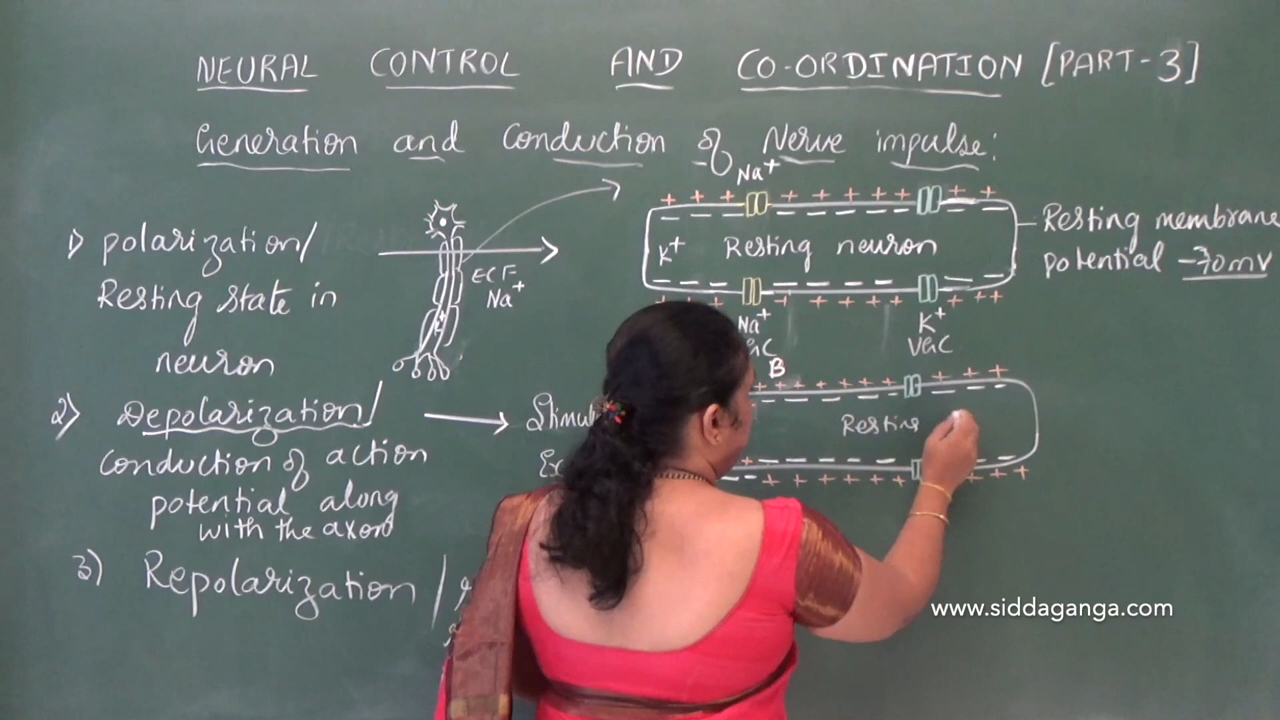 NEURAL CONTROL AND CO-ORDINATION [PART-3]
Generation and Conduction of Nerve impulse:
1) polarization/
Resting state in
neuron
ECF
Na+
Na+
K+ Resting neuron
Resting membrane
potential -70mv
Na+
K+
VGC
B
2) Depolarization/
Conduction of action
potential along
with the axon
Resting
3) Repolarization /
www.siddaganga.com